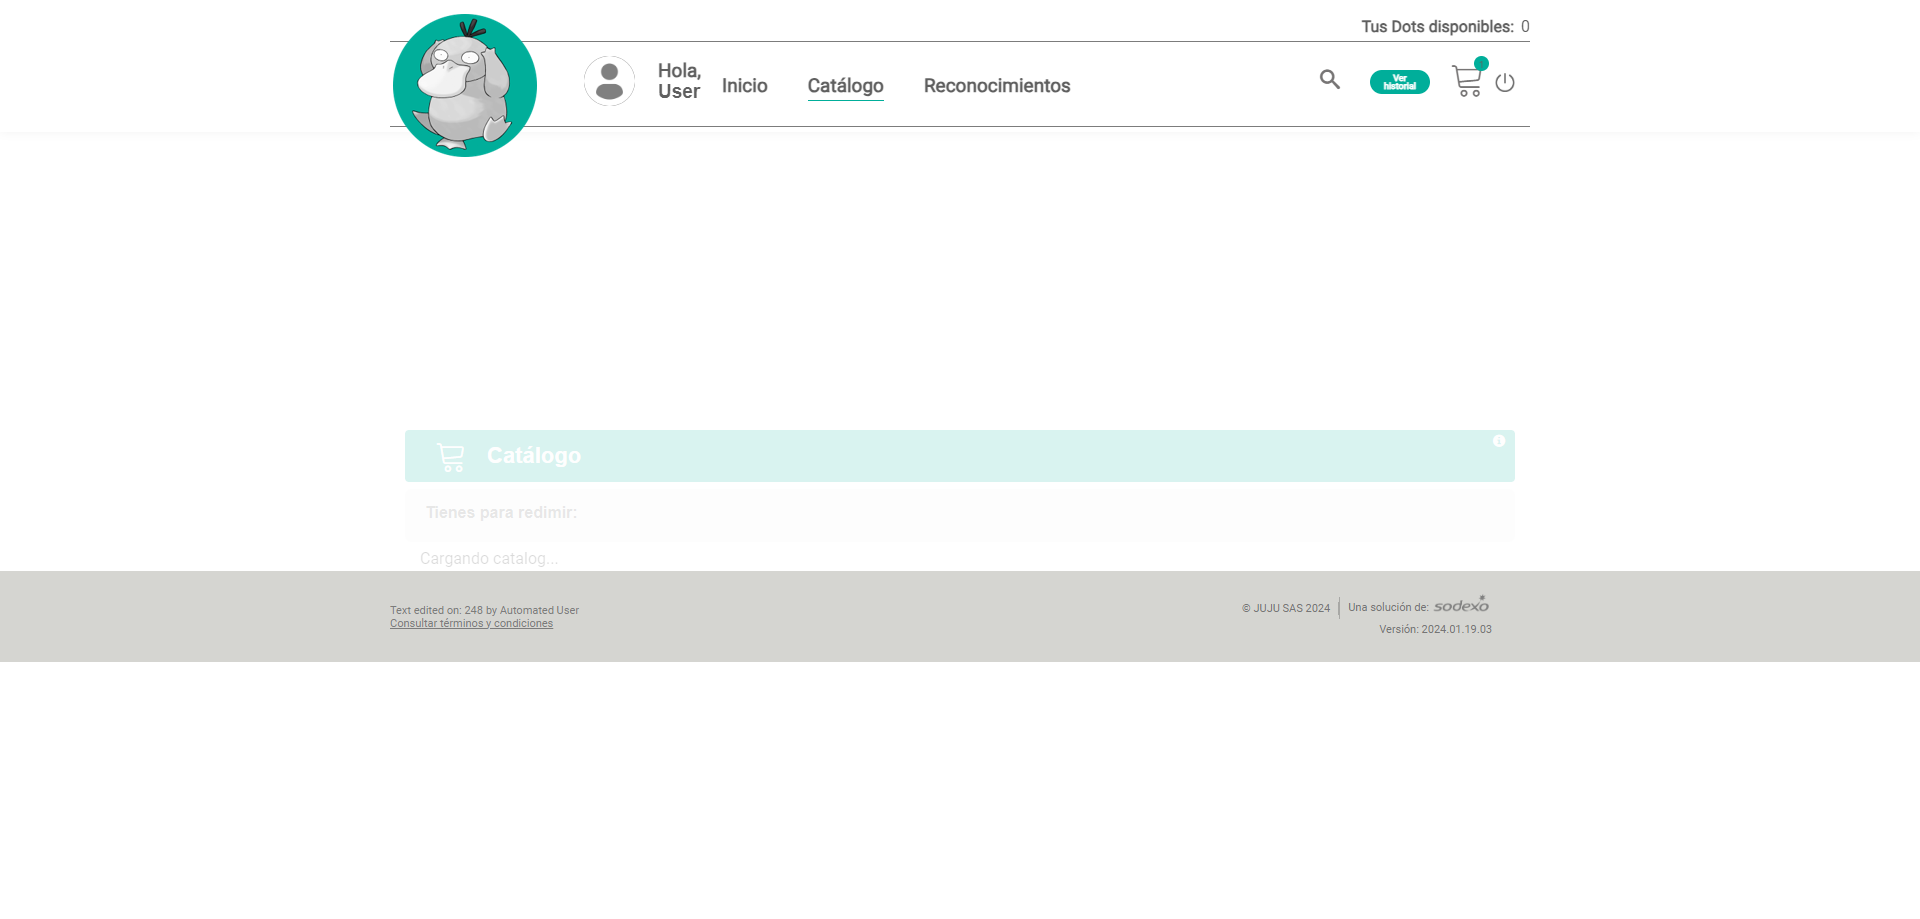 Tus Dots disponibles: 0
Hola,
User
Inicio
Catálogo
Reconocimientos
Ver
historial
Catálogo
Tienes para redimir:
Cargando catalog...
Text edited on: 248 by Automated User
Consultar términos y condiciones
© JUJU SAS 2024
Una solución de: sodexo
Versión: 2024.01.19.03